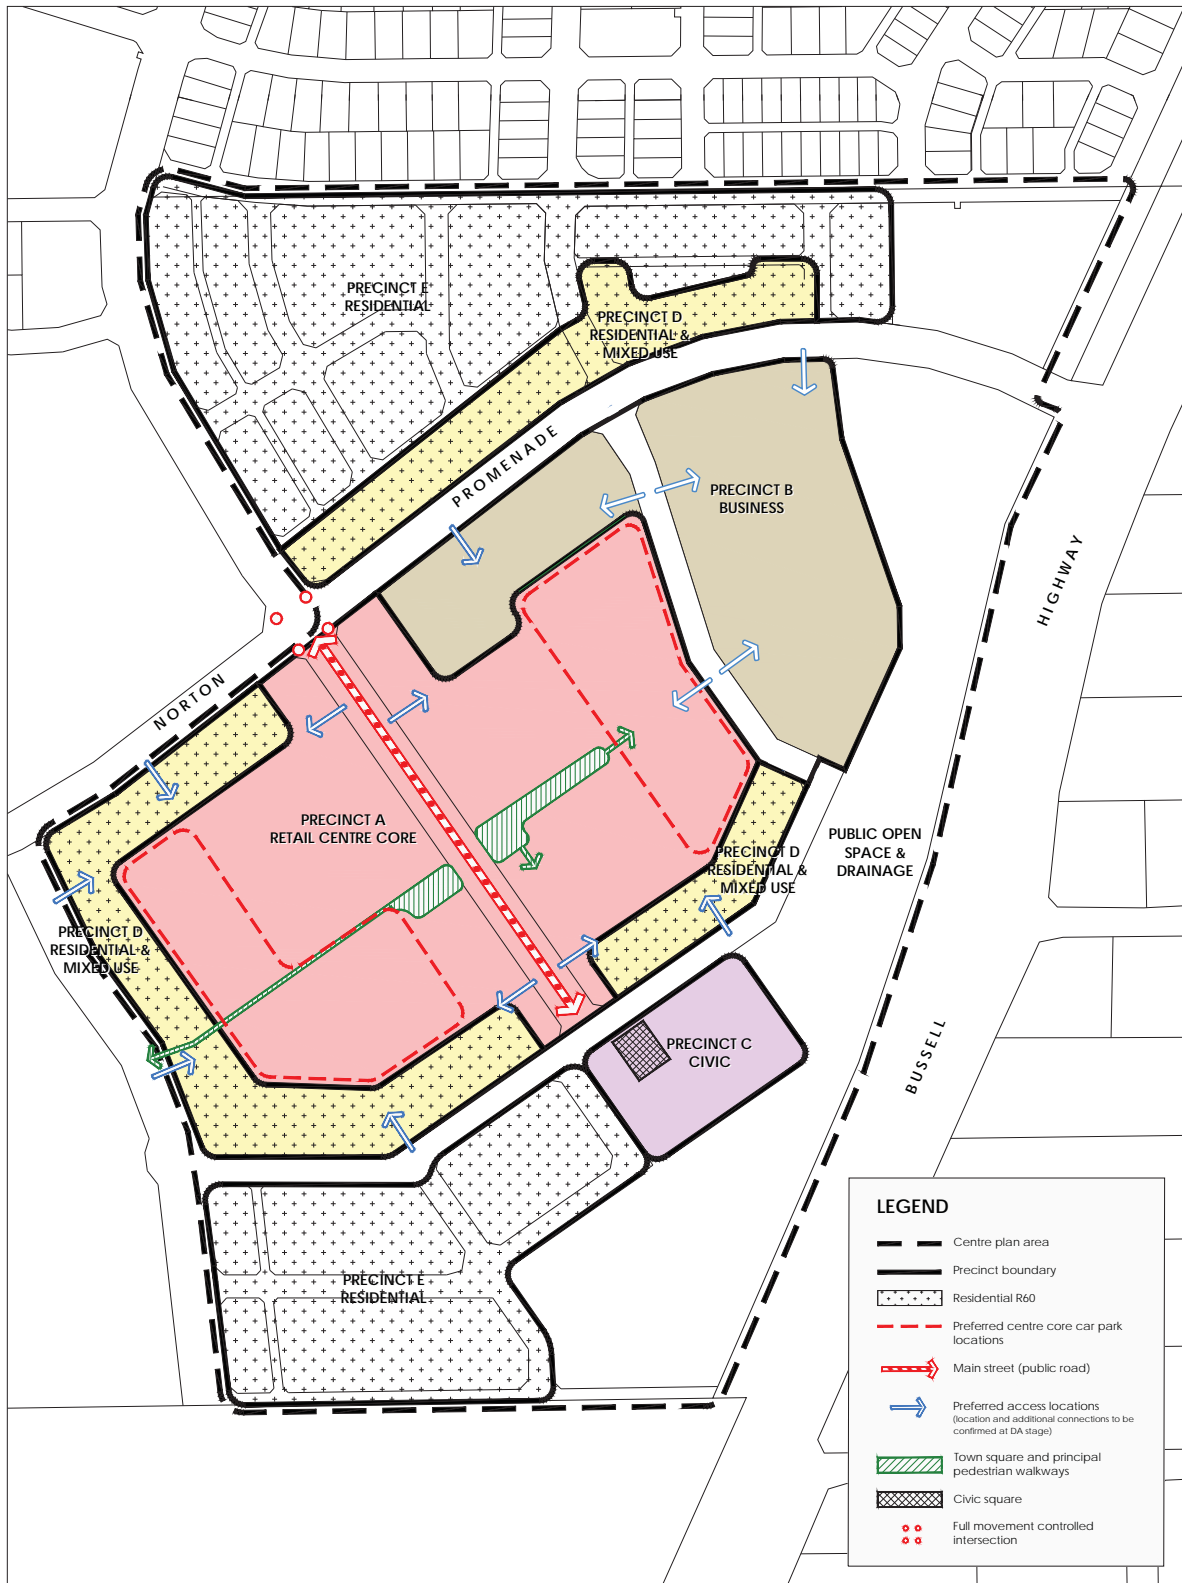 PRECINCT E
RESIDENTIAL
PRECINCT D
RESIDENTIAL &
MIXED USE
PROMENADE
PRECINCT B
BUSINESS
HIGHWAY
NORTON
PRECINCT A
RETAIL CENTRE CORE
PUBLIC OPEN
SPACE &
DRAINAGE
PRECINCT D
RESIDENTIAL &
MIXED USE
PRECINCT D
RESIDENTIAL &
MIXED USE
PRECINCT C
CIVIC
BUSSELL
PRECINCT E
RESIDENTIAL
LEGEND
Centre plan area
Precinct boundary
Residential R60
Preferred centre core car park
locations
Main street (public road)
Preferred access locations
(location and additional connections to be
confirmed at DA stage)
Town square and principal
pedestrian walkways
Civic square
Full movement controlled
intersection